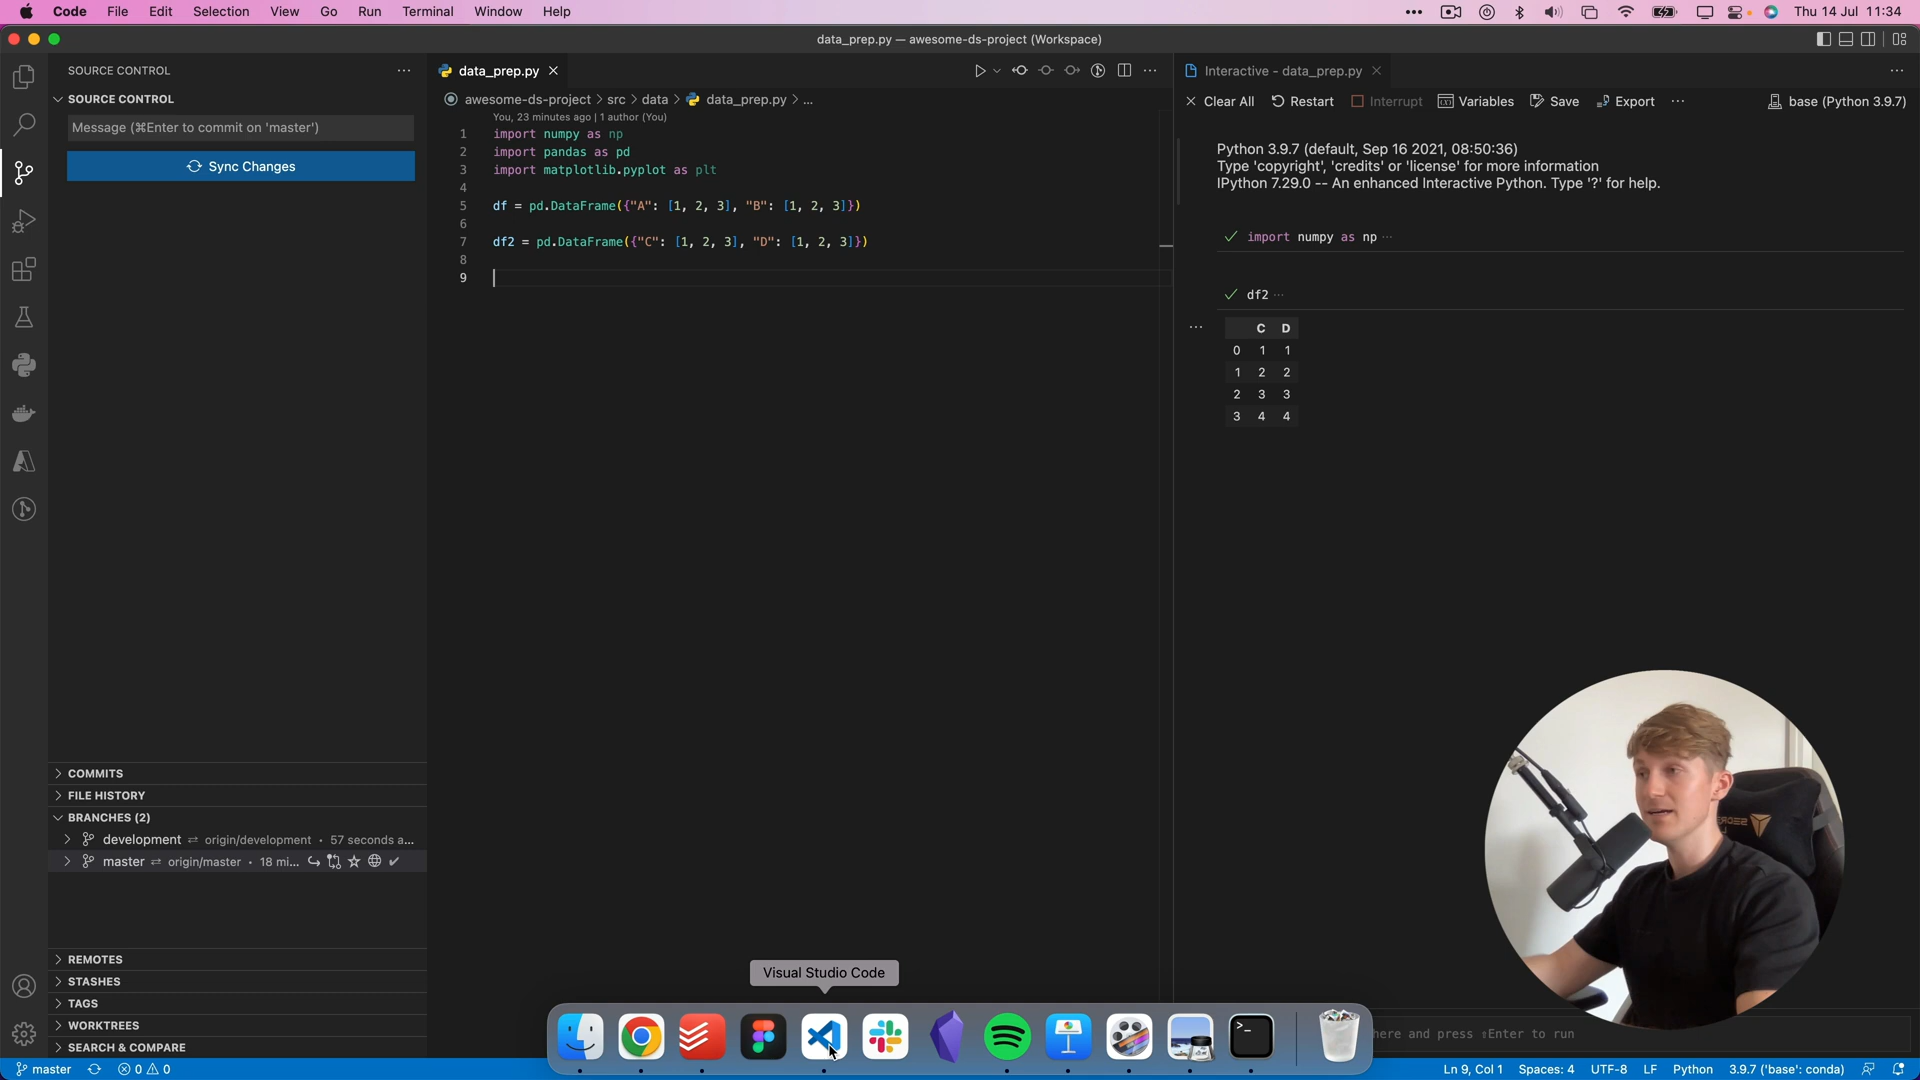 Code File Edit Selection View Go Run Terminal Window Help
Thu 14 Jul 11:34
data_prep.py — awesome-ds-project (Workspace)
SOURCE CONTROL
SOURCE CONTROL
Message (⌘Enter to commit on 'master')
Sync Changes
COMMITS
FILE HISTORY
BRANCHES (2)
development ⇄ origin/development • 57 seconds a...
master ⇄ origin/master • 18 mi...
REMOTES
STASHES
TAGS
WORKTREES
SEARCH & COMPARE
data_prep.py
awesome-ds-project > src > data > data_prep.py > ...
You, 23 minutes ago | 1 author (You)
1 import numpy as np
2 import pandas as pd
3 import matplotlib.pyplot as plt
4
5 df = pd.DataFrame({"A": [1, 2, 3], "B": [1, 2, 3]})
6
7 df2 = pd.DataFrame({"C": [1, 2, 3], "D": [1, 2, 3]})
8
9
Interactive - data_prep.py
Clear All Restart Interrupt Variables Save Export ... base (Python 3.9.7)
Python 3.9.7 (default, Sep 16 2021, 08:50:36)
Type 'copyright', 'credits' or 'license' for more information
IPython 7.29.0 -- An enhanced Interactive Python. Type '?' for help.
import numpy as np ...
df2 ...
C D
0 1 1
1 2 2
2 3 3
3 4 4
Visual Studio Code
here and press ⇧Enter to run
master 0 0
Ln 9, Col 1 Spaces: 4 UTF-8 LF Python 3.9.7 ('base': conda)